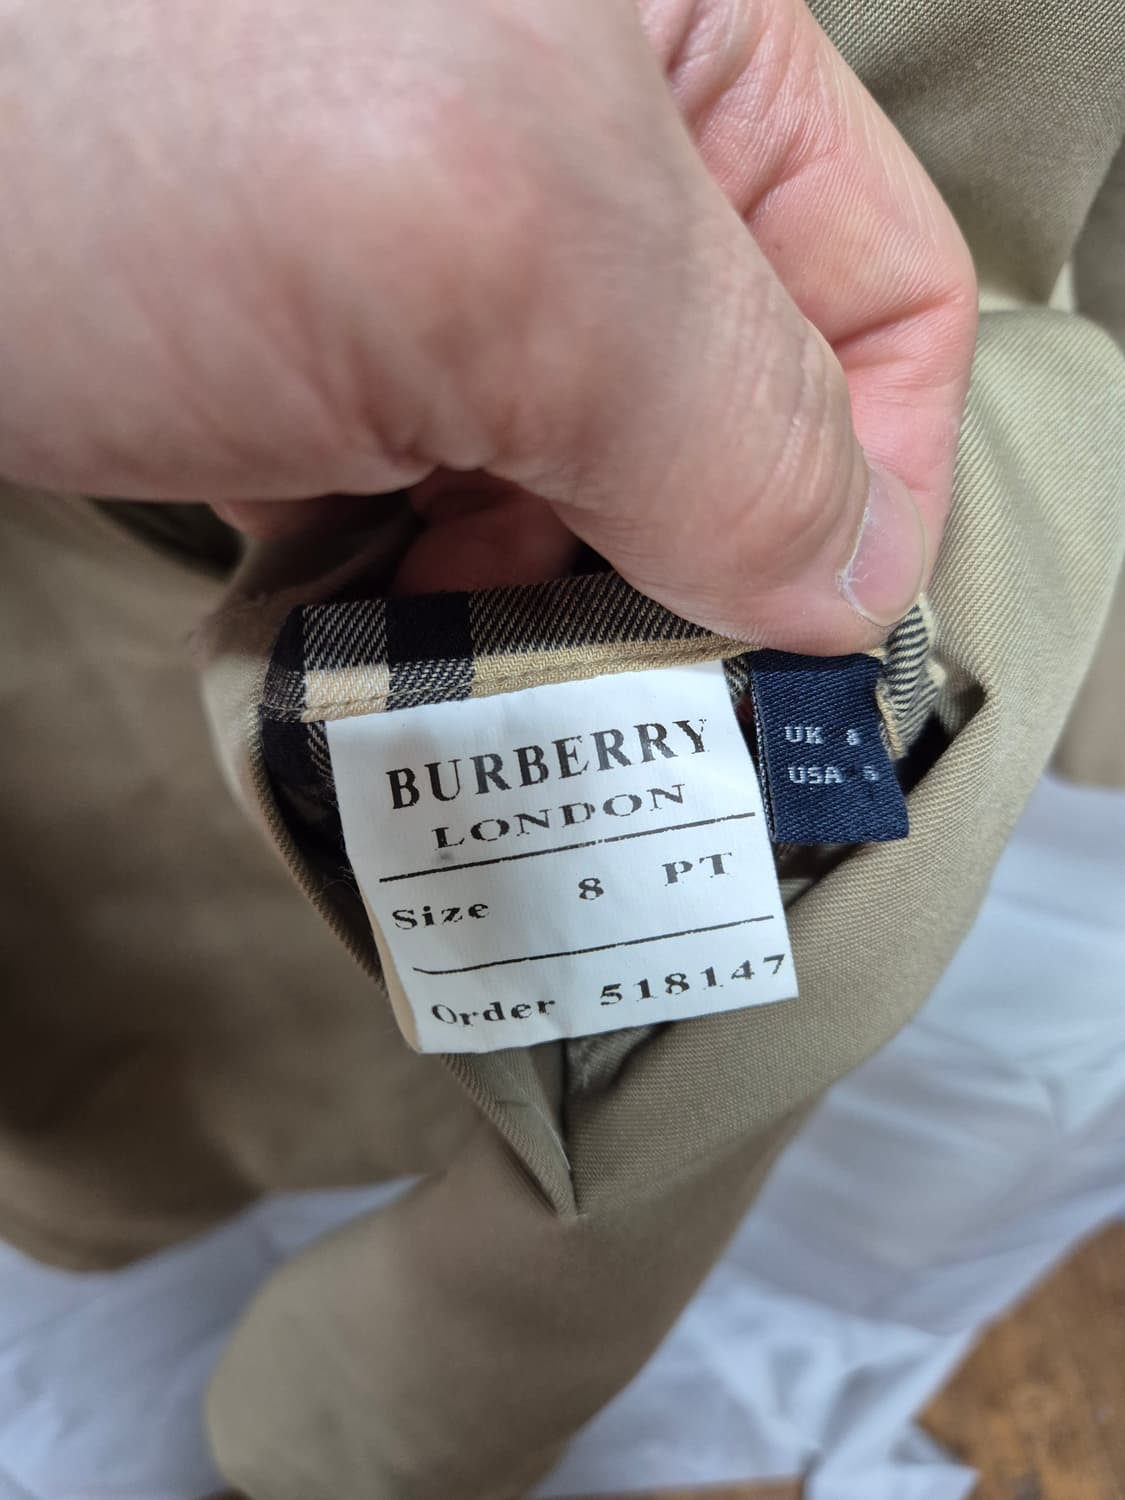 BURBERRY
LONDON
Size 8 PT
Order 518147
UK 8
USA 6